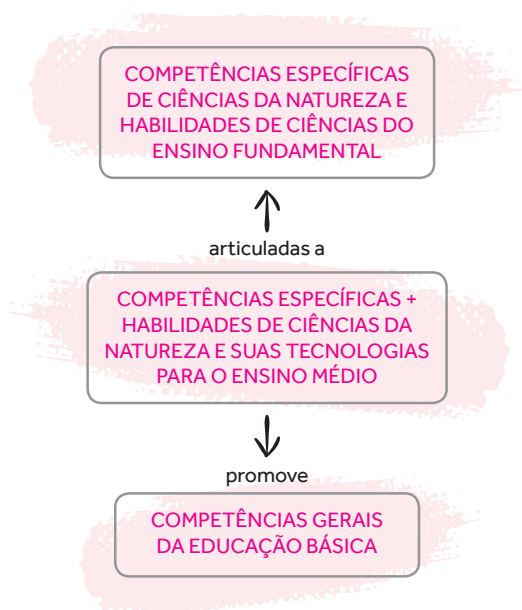 COMPETÊNCIAS ESPECÍFICAS
DE CIÊNCIAS DA NATUREZA E
HABILIDADES DE CIÊNCIAS DO
ENSINO FUNDAMENTAL
articuladas a
COMPETÊNCIAS ESPECÍFICAS +
HABILIDADES DE CIÊNCIAS DA
NATUREZA E SUAS TECNOLOGIAS
PARA O ENSINO MÉDIO
promove
COMPETÊNCIAS GERAIS
DA EDUCAÇÃO BÁSICA